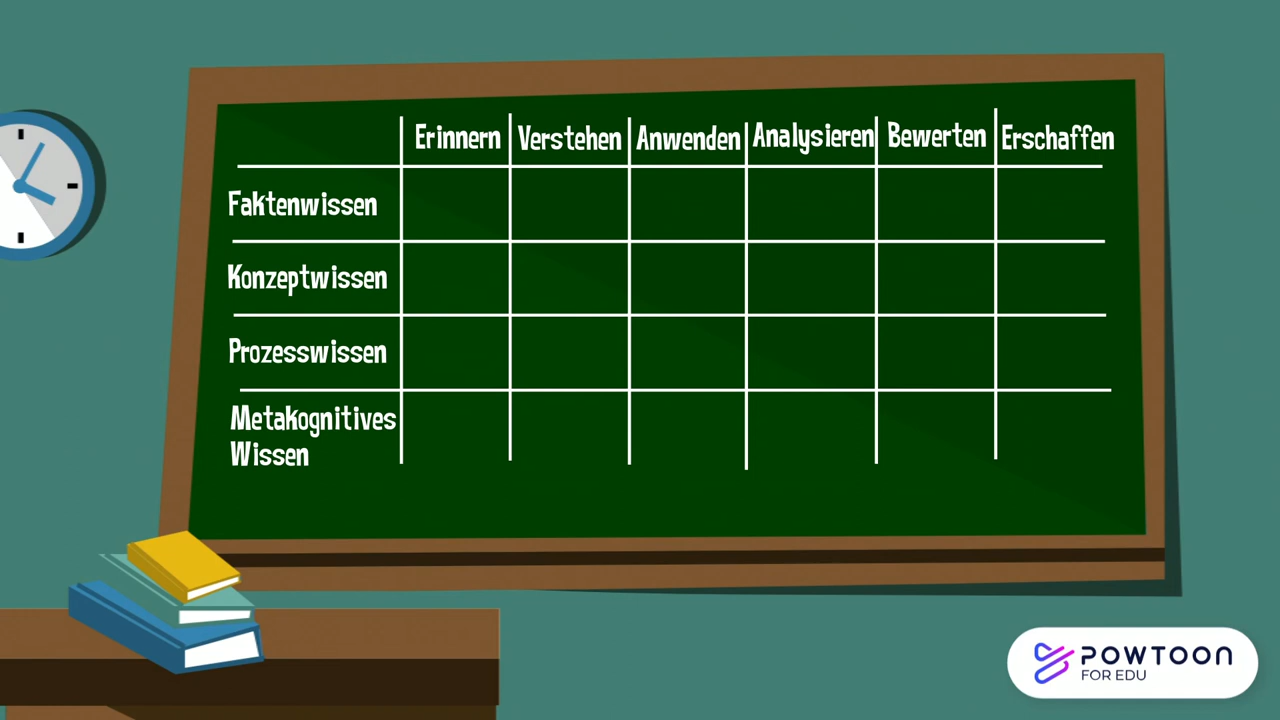 Erinnern Verstehen Anwenden Analysieren Bewerten Erschaffen
Faktenwissen
Konzeptwissen
Prozesswissen
Metakognitives
Wissen
POWTOON
FOR EDU